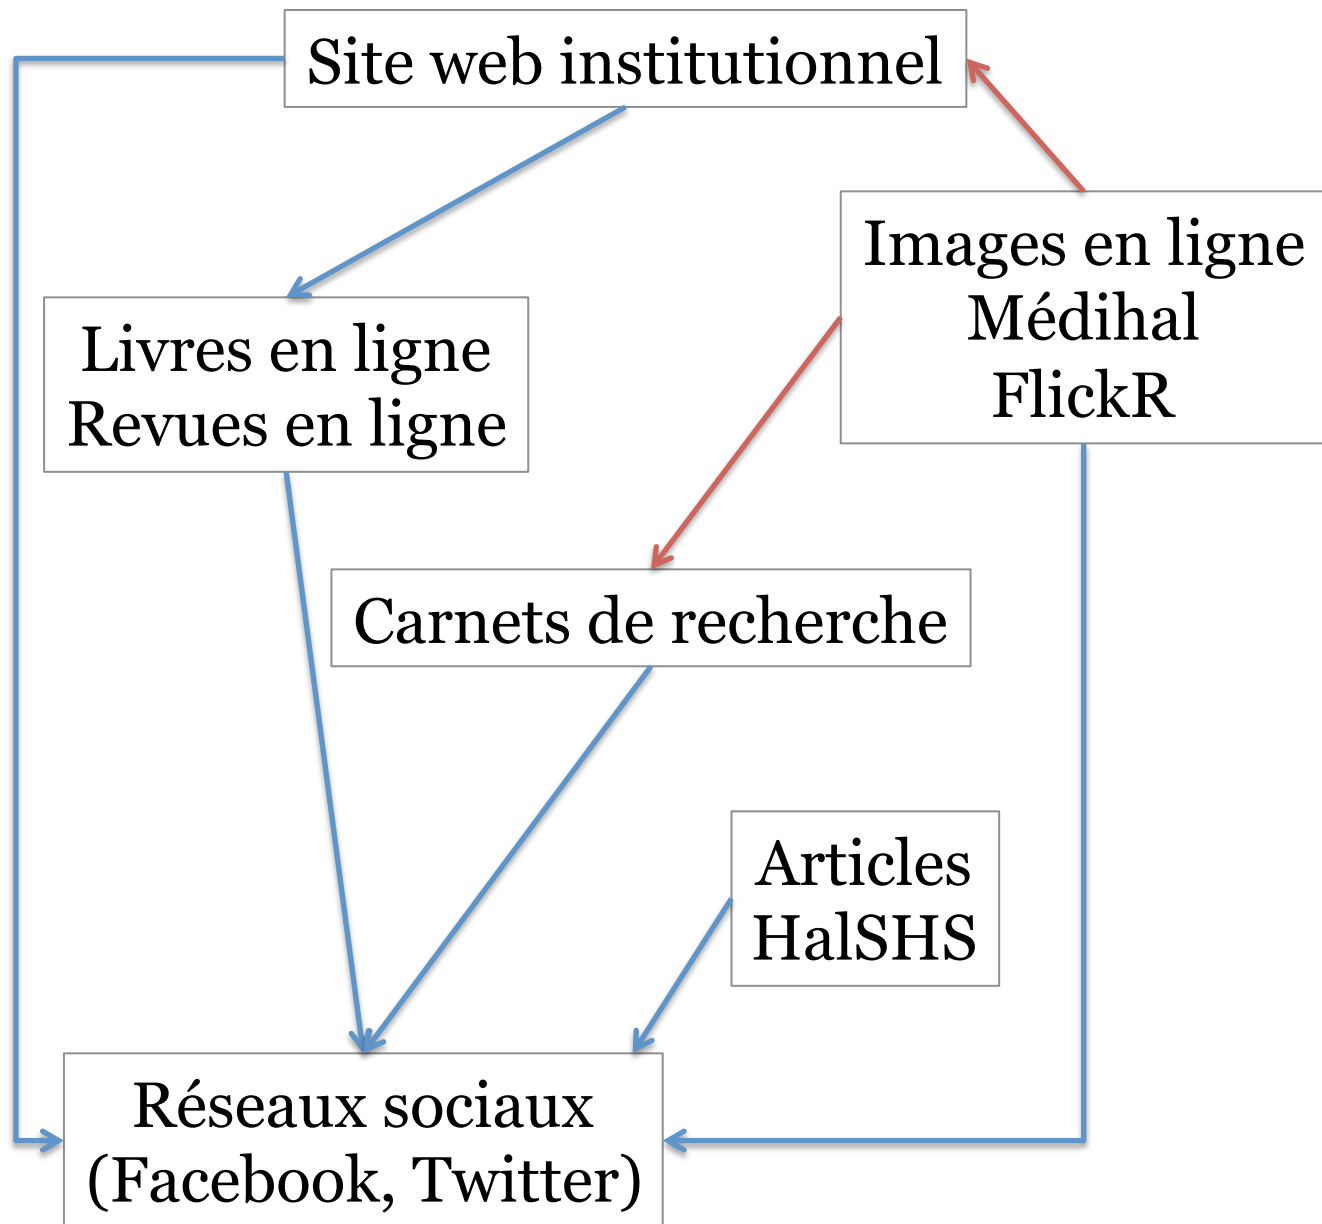 Site web institutionnel
Images en ligne
Médihal
FlickR
Livres en ligne
Revues en ligne
Carnets de recherche
Articles
HalSHS
Réseaux sociaux
(Facebook, Twitter)